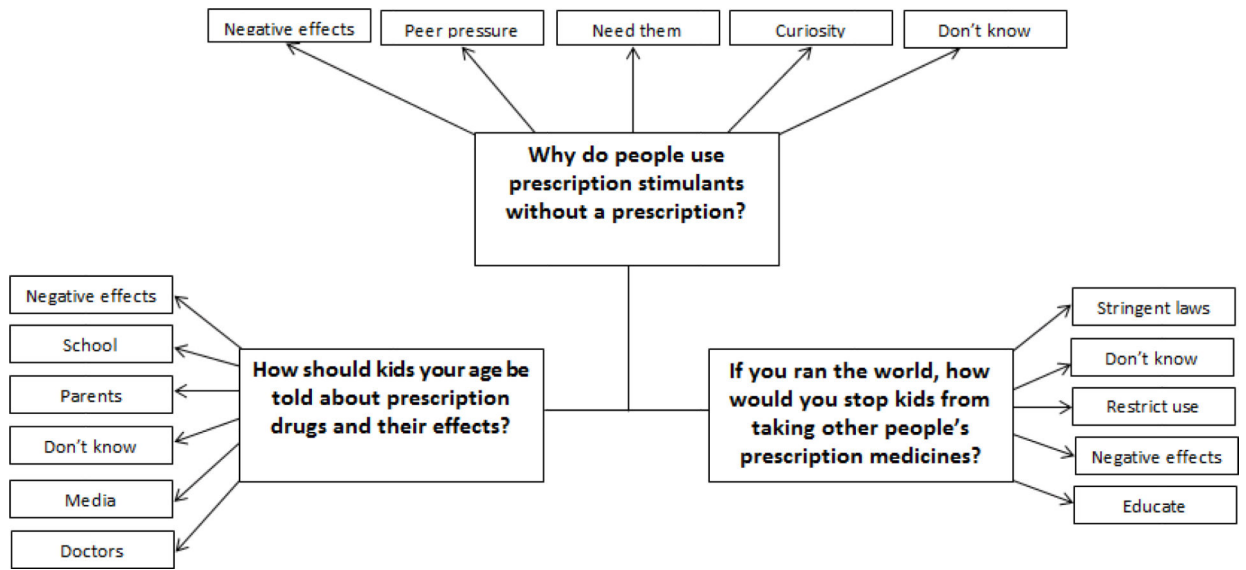 Negative effects
Peer pressure
Need them
Curiosity
Don't know
Why do people use
prescription stimulants
without a prescription?
Negative effects
School
Parents
Don't know
Media
Doctors
How should kids your age be
told about prescription
drugs and their effects?
If you ran the world, how
would you stop kids from
taking other people's
prescription medicines?
Stringent laws
Don't know
Restrict use
Negative effects
Educate